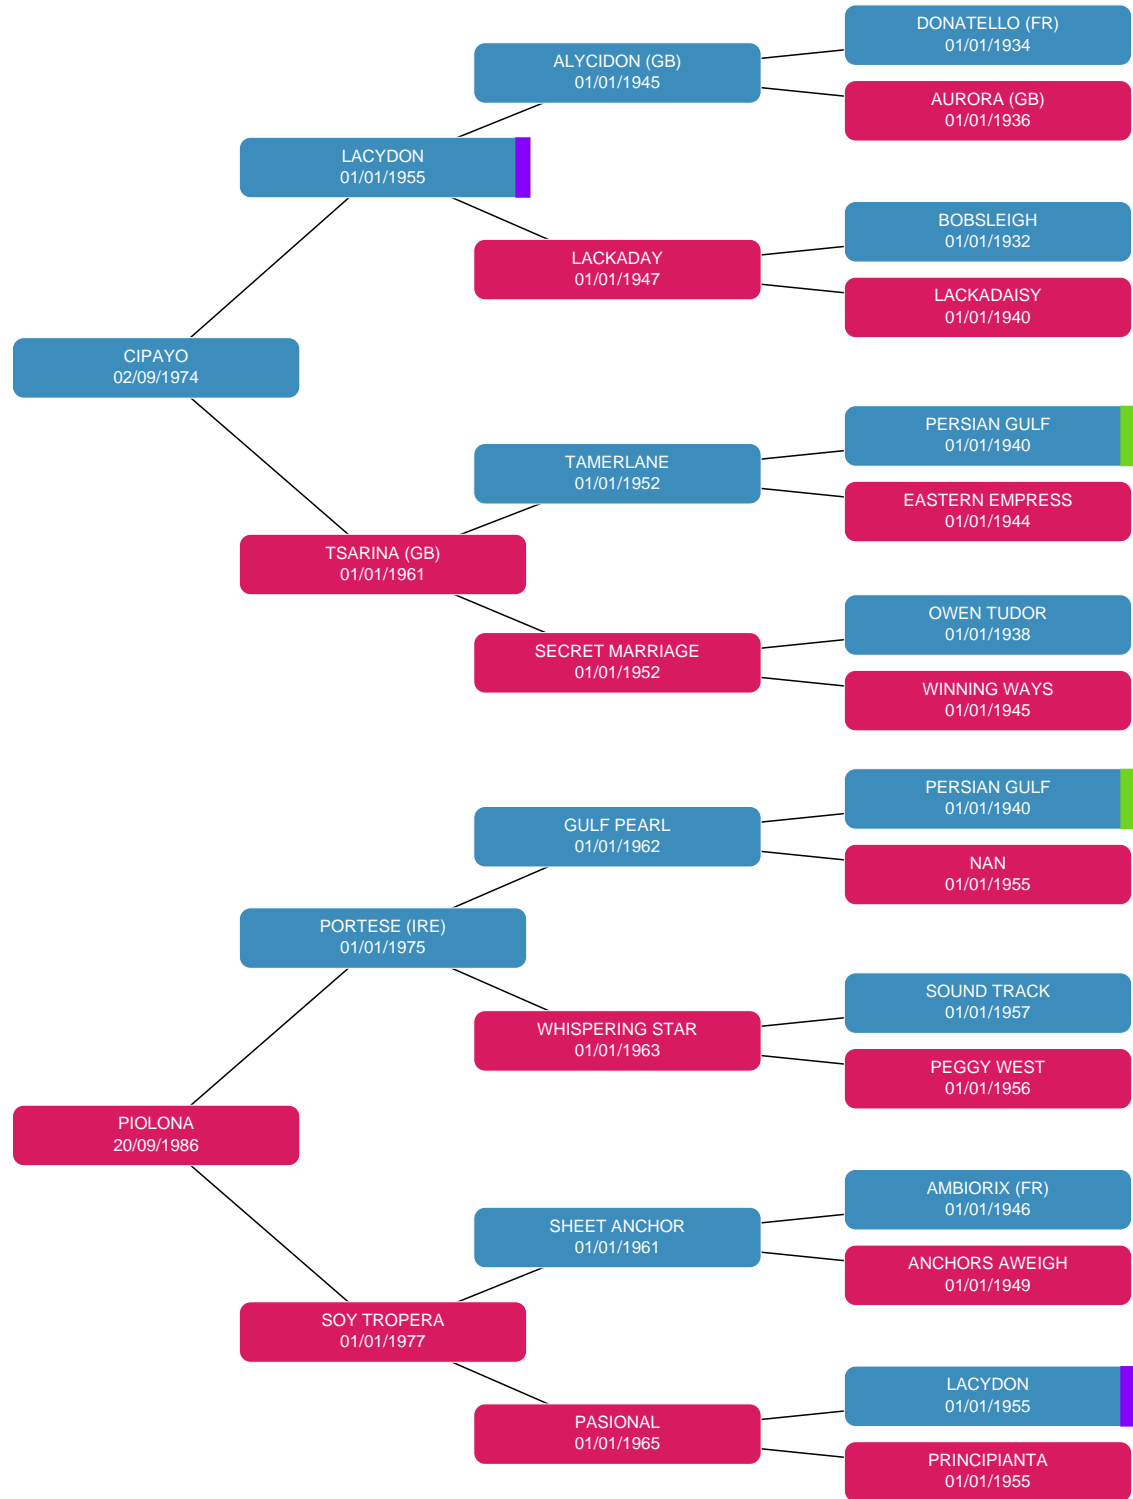 DONATELLO (FR)
01/01/1934
ALYCIDON (GB)
01/01/1945
AURORA (GB)
01/01/1936
LACYDON
01/01/1955
BOBSLEIGH
01/01/1932
LACKADAY
01/01/1947
LACKADAISY
01/01/1940
CIPAYO
02/09/1974
PERSIAN GULF
01/01/1940
TAMERLANE
01/01/1952
EASTERN EMPRESS
01/01/1944
TSARINA (GB)
01/01/1961
OWEN TUDOR
01/01/1938
SECRET MARRIAGE
01/01/1952
WINNING WAYS
01/01/1945
PERSIAN GULF
01/01/1940
GULF PEARL
01/01/1962
NAN
01/01/1955
PORTESE (IRE)
01/01/1975
SOUND TRACK
01/01/1957
WHISPERING STAR
01/01/1963
PEGGY WEST
01/01/1956
PIOLONA
20/09/1986
AMBIORIX (FR)
01/01/1946
SHEET ANCHOR
01/01/1961
ANCHORS AWEIGH
01/01/1949
SOY TROPERA
01/01/1977
LACYDON
01/01/1955
PASIONAL
01/01/1965
PRINCIPIANTA
01/01/1955